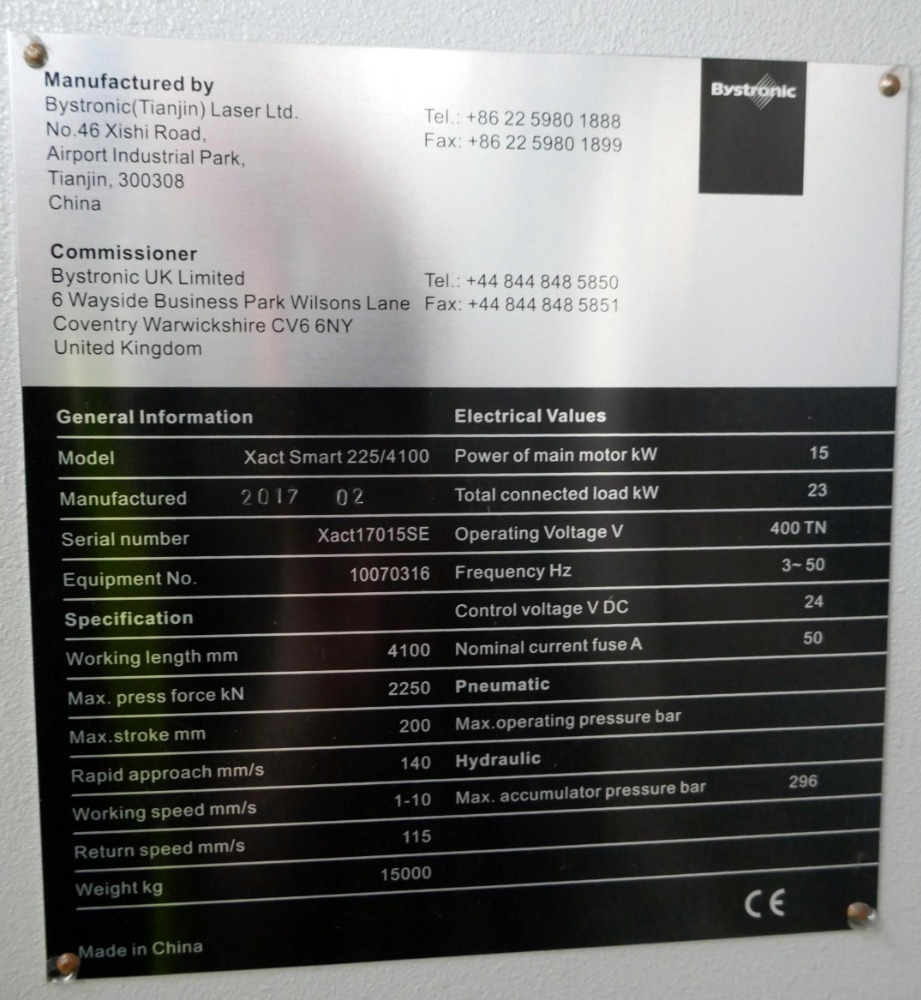 Manufactured by
Bystronic(Tianjin) Laser Ltd.
No.46 Xishi Road,
Airport Industrial Park,
Tianjin, 300308
China
Tel.: +86 22 5980 1888
Fax: +86 22 5980 1899
Bystronic
Commissioner
Bystronic UK Limited
6 Wayside Business Park Wilsons Lane
Coventry Warwickshire CV6 6NY
United Kingdom
Tel.: +44 844 848 5850
Fax: +44 844 848 5851
General Information
Model Xact Smart 225/4100
Manufactured 2017 02
Serial number Xact17015SE
Equipment No. 10070316
Specification
Working length mm 4100
Max. press force kN 2250
Max.stroke mm 200
Rapid approach mm/s 140
Working speed mm/s 1-10
Return speed mm/s 115
Weight kg 15000
Electrical Values
Power of main motor kW 15
Total connected load kW 23
Operating Voltage V 400 TN
Frequency Hz 3~50
Control voltage V DC 24
Nominal current fuse A 50
Pneumatic
Max.operating pressure bar
Hydraulic
Max. accumulator pressure bar 296
CE
Made in China